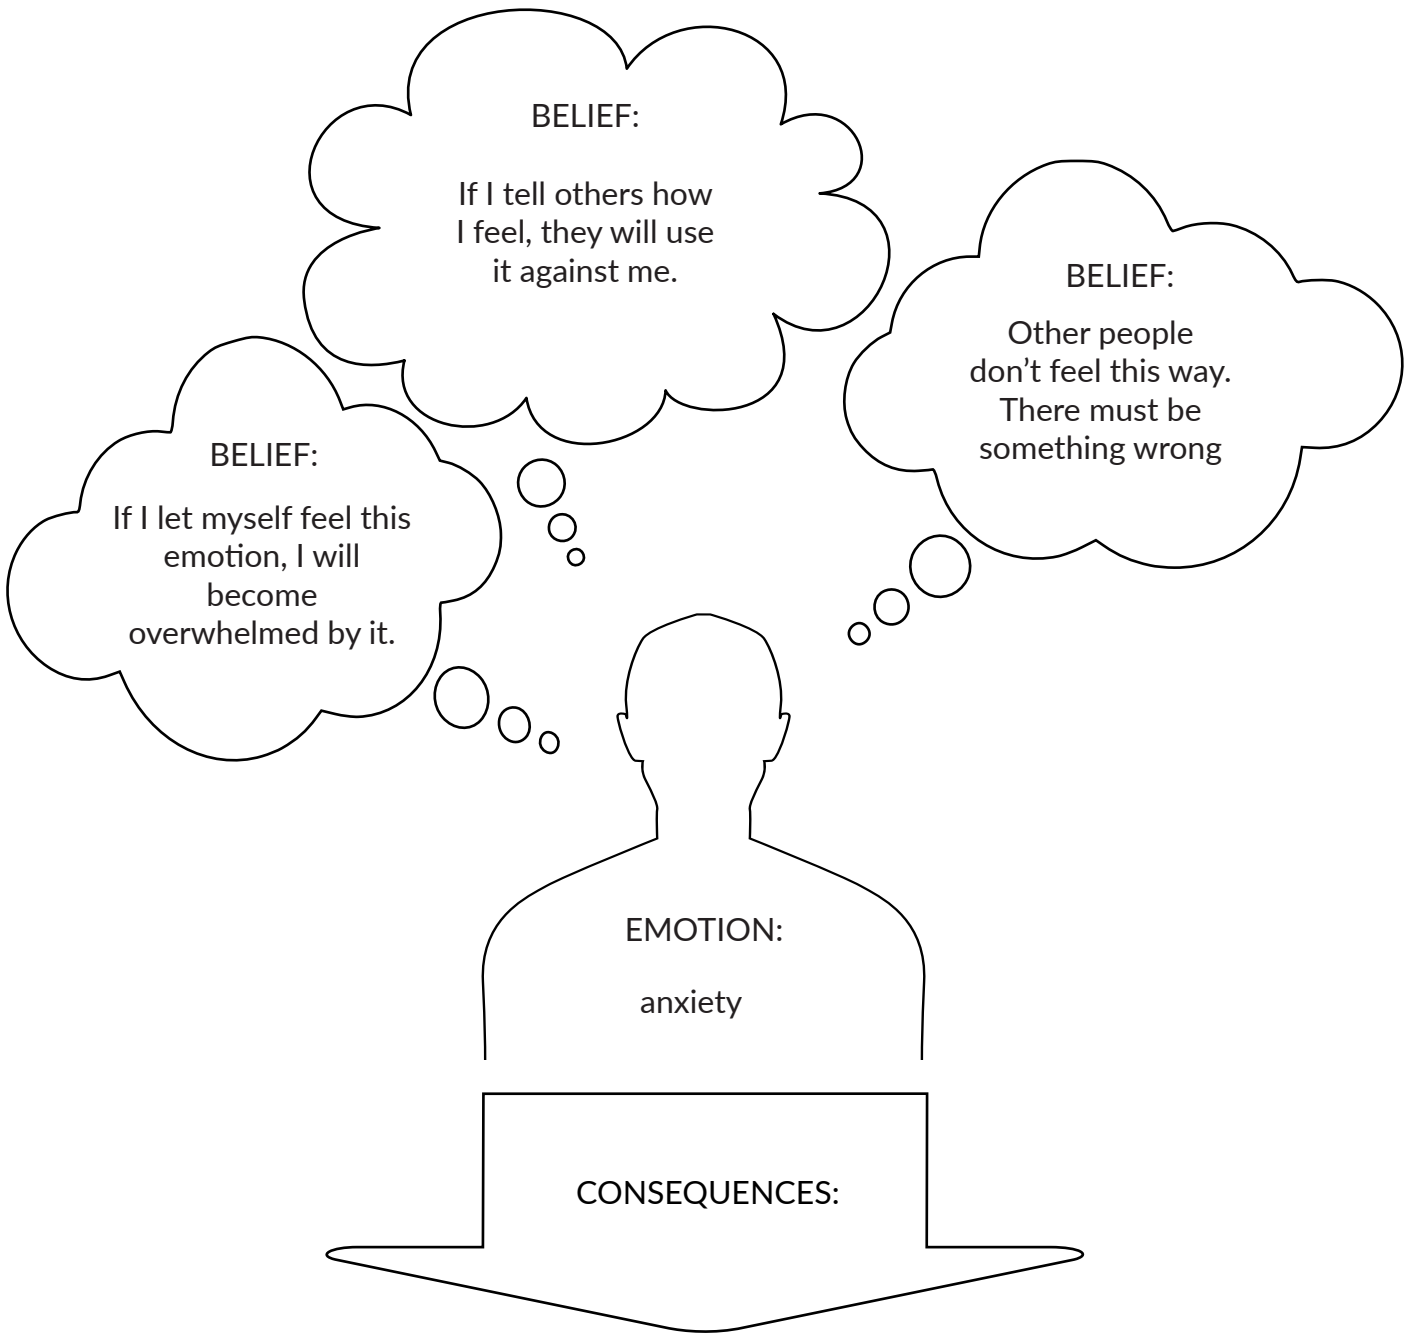 BELIEF:
If I tell others how
I feel, they will use
it against me.
BELIEF:
Other people
don’t feel this way.
There must be
something wrong
BELIEF:
If I let myself feel this
emotion, I will
become
overwhelmed by it.
EMOTION:
anxiety
CONSEQUENCES: